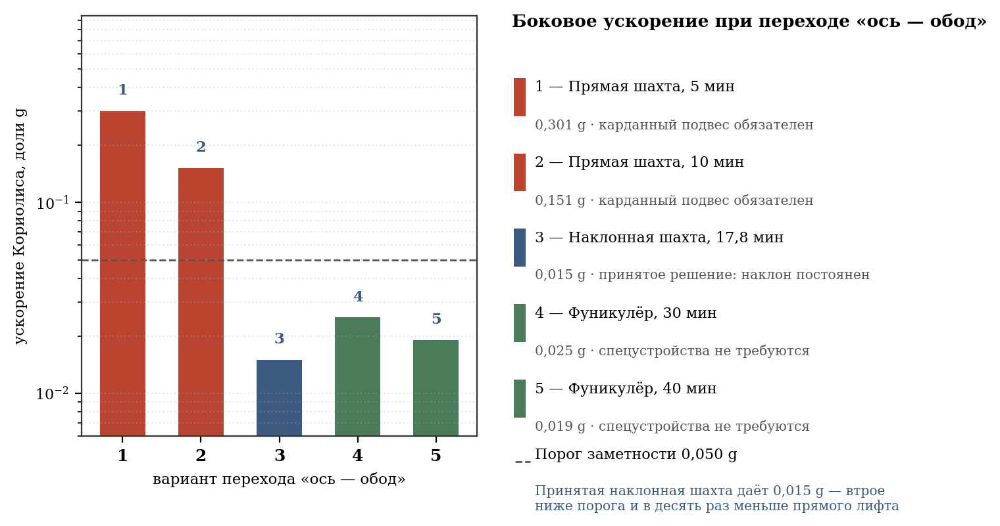 ускорение Кориолиса, доли g
10⁻¹
10⁻²
1
2
3
4
5
1
2
3
4
5
вариант перехода «ось — обод»
Боковое ускорение при переходе «ось — обод»
1 — Прямая шахта, 5 мин
0,301 g · карданный подвес обязателен
2 — Прямая шахта, 10 мин
0,151 g · карданный подвес обязателен
3 — Наклонная шахта, 17,8 мин
0,015 g · принятое решение: наклон постоянен
4 — Фуникулёр, 30 мин
0,025 g · спецустройства не требуются
5 — Фуникулёр, 40 мин
0,019 g · спецустройства не требуются
Порог заметности 0,050 g
Принятая наклонная шахта даёт 0,015 g — втрое
ниже порога и в десять раз меньше прямого лифта